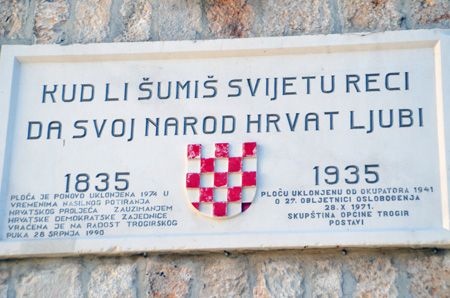 KUD LI ŠUMIŠ SVIJETU RECI
DA SVOJ NAROD HRVAT LJUBI
1835
PLOČA JE PONOVO UKLONJENA 1974 U
VREMENIMA NASILNOG POTIRANJA
HRVATSKOG PROLJEĆA ZAUZIMANJEM
HRVATSKE DEMOKRATSKE ZAJEDNICE
VRAĆENA JE NA RADOST TROGIRSKOG
PUKA 28 SRPNJA 1990
1935
PLOČU UKLONJENU OD OKUPATORA 1941
O 27. OBLJETNICI OSLOBOĐENJA
28. X 1971.
SKUPŠTINA OPĆINE TROGIR
POSTAVI